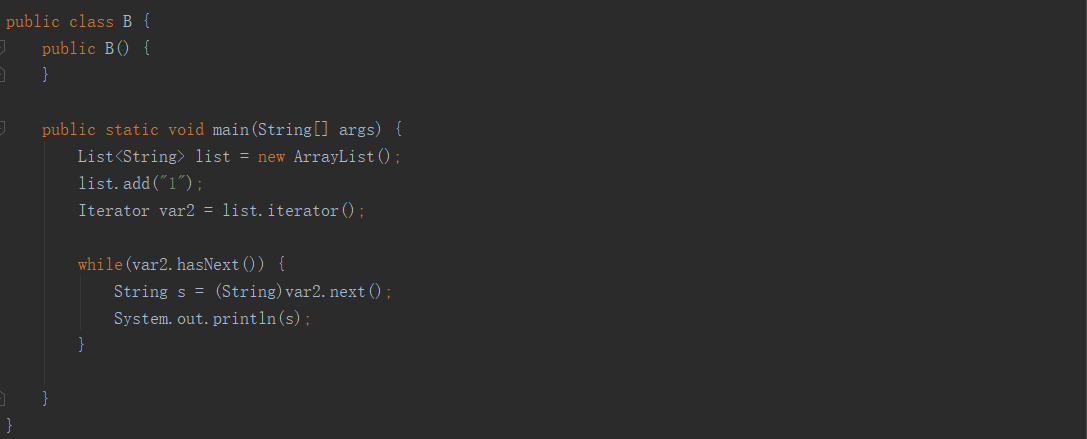 public class B {
    public B() {
    }

    public static void main(String[] args) {
        List<String> list = new ArrayList();
        list.add("1");
        Iterator var2 = list.iterator();

        while(var2.hasNext()) {
            String s = (String)var2.next();
            System.out.println(s);
        }

    }
}